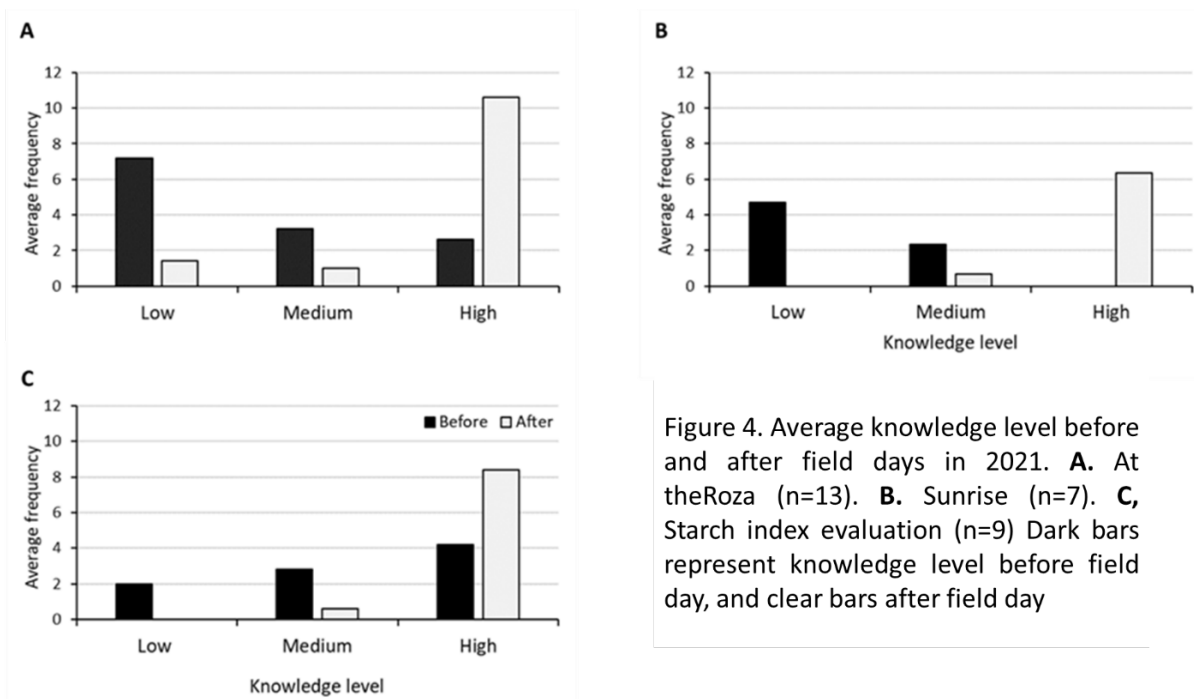 A
Average frequency
12
10
8
6
4
2
0
Low Medium High
B
Average frequency
12
10
8
6
4
2
0
Low Medium High
Knowledge level
C
Average frequency
12
10
8
6
4
2
0
Before After
Low Medium High
Knowledge level
Figure 4. Average knowledge level before
and after field days in 2021. A. At
theRoza (n=13). B. Sunrise (n=7). C,
Starch index evaluation (n=9) Dark bars
represent knowledge level before field
day, and clear bars after field day